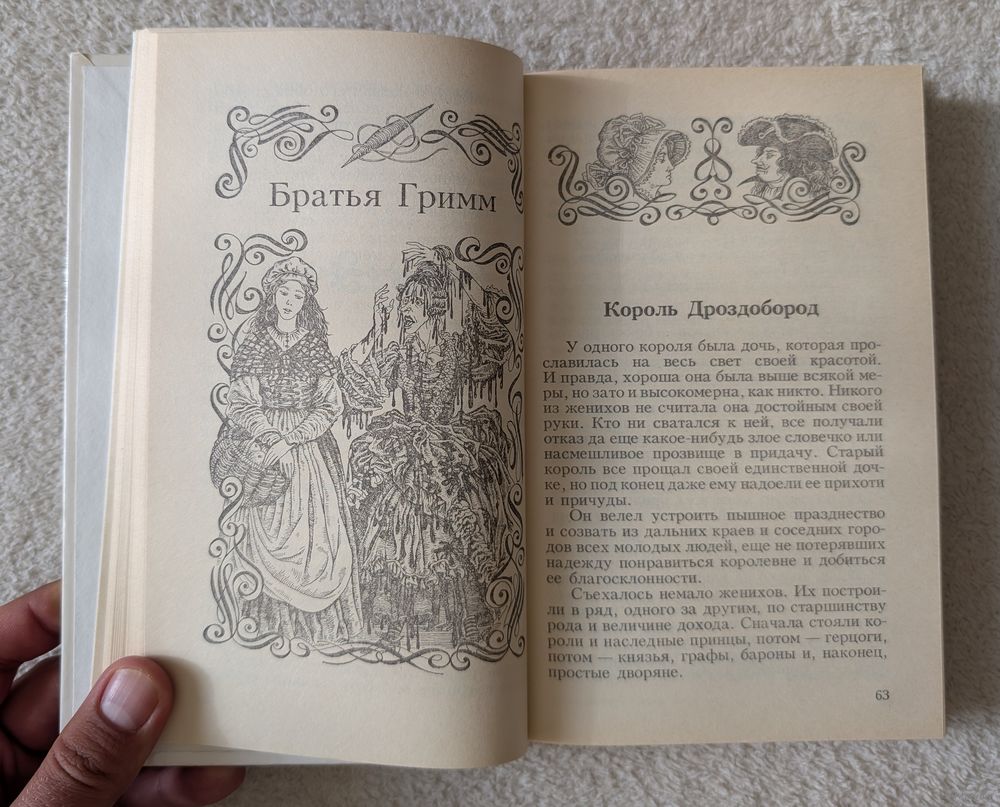 Братья Гримм
Король Дроздобород
У одного короля была дочь, которая про-
славилась на весь свет своей красотой.
И правда, хороша она была выше всякой ме-
ры, но зато и высокомерна, как никто. Никого
из женихов не считала она достойным своей
руки. Кто ни сватался к ней, все получали
отказ да еще какое-нибудь злое словечко или
насмешливое прозвище в придачу. Старый
король все прощал своей единственной доч-
ке, но под конец даже ему надоели ее прихоти
и причуды.
Он велел устроить пышное празднество
и созвать из дальних краев и соседних горо-
дов всех молодых людей, еще не потерявших
надежду понравиться королевне и добиться
ее благосклонности.
Съехалось немало женихов. Их построи-
ли в ряд, одного за другим, по старшинству
рода и величине дохода. Сначала стояли ко-
роли и наследные принцы, потом — герцоги,
потом — князья, графы, бароны и, наконец,
простые дворяне.
63